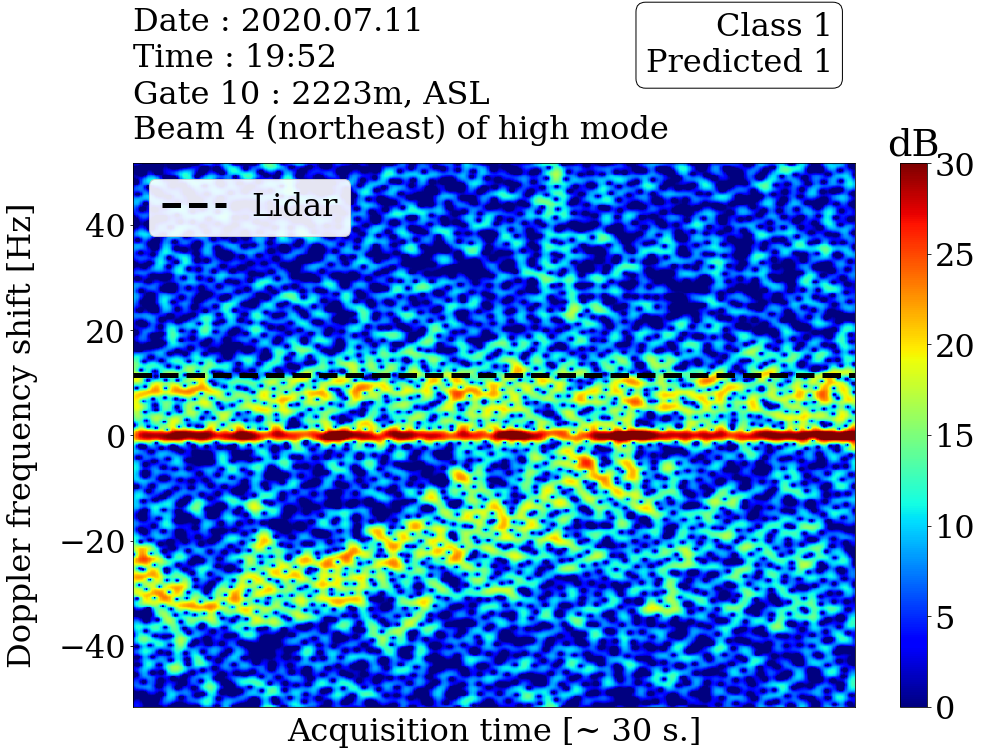 Date : 2020.07.11
Time : 19:52
Gate 10 : 2223m, ASL
Beam 4 (northeast) of high mode
Class 1
Predicted 1
dB
Lidar
Doppler frequency shift [Hz]
40
20
0
−20
−40
Acquisition time [~ 30 s.]
30
25
20
15
10
5
0